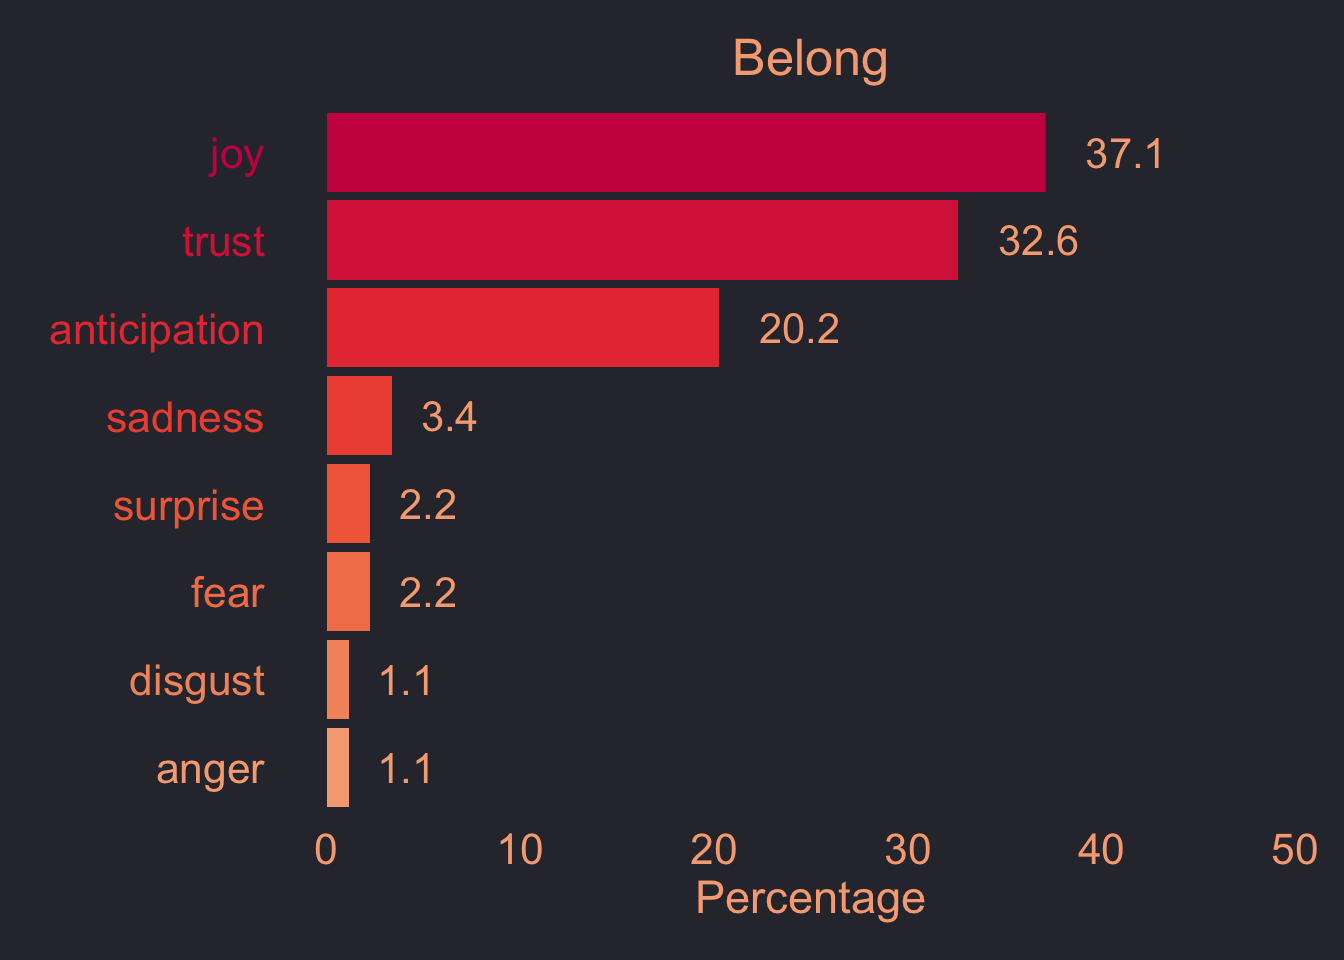 Belong
joy 37.1
trust 32.6
anticipation 20.2
sadness 3.4
surprise 2.2
fear 2.2
disgust 1.1
anger 1.1
0 10 20 30 40 50
Percentage